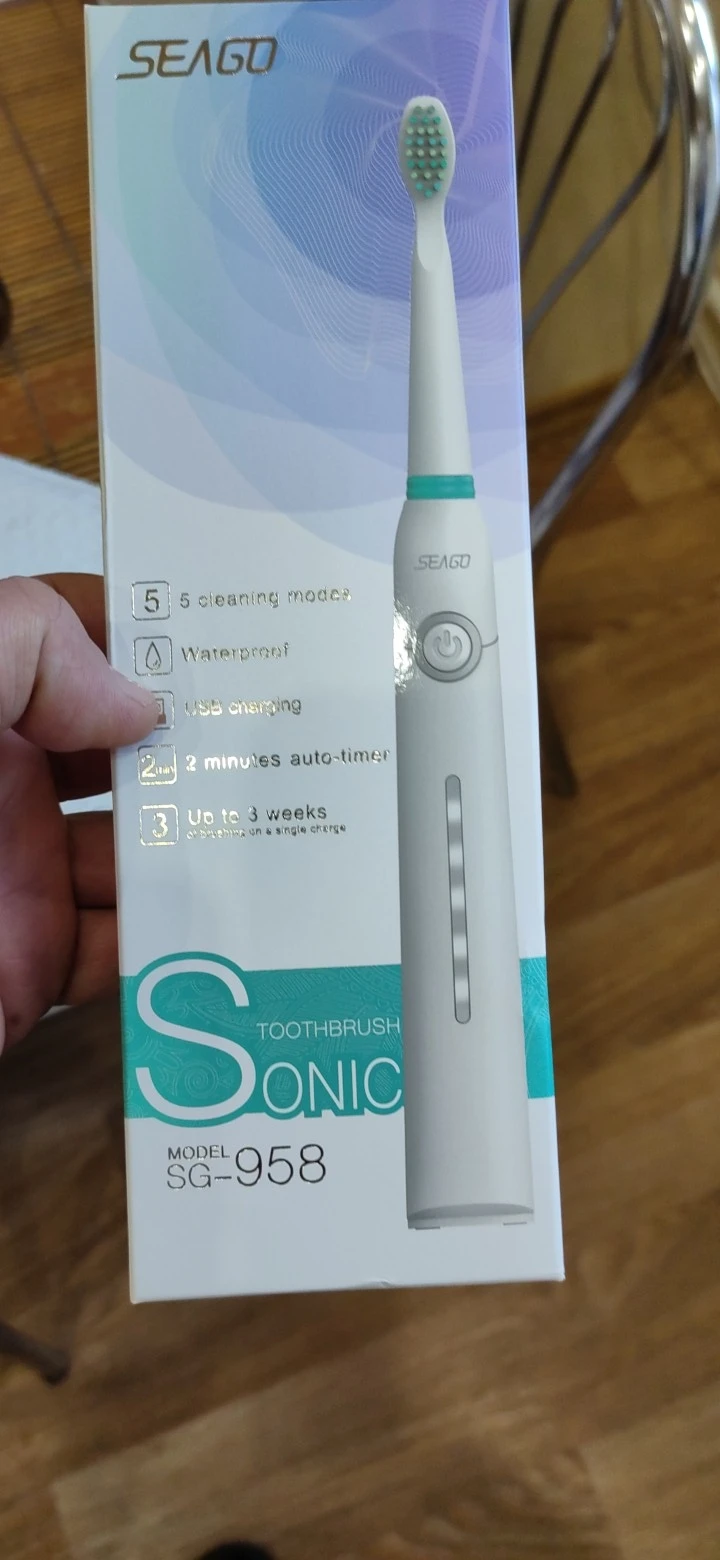 SEAGO
SEAGO
5 5 cleaning modes
Waterproof
USB charging
2min 2 minutes auto-timer
3 Up to 3 weeks
of brushing on a single charge
TOOTHBRUSH
SONIC
MODEL
SG-958